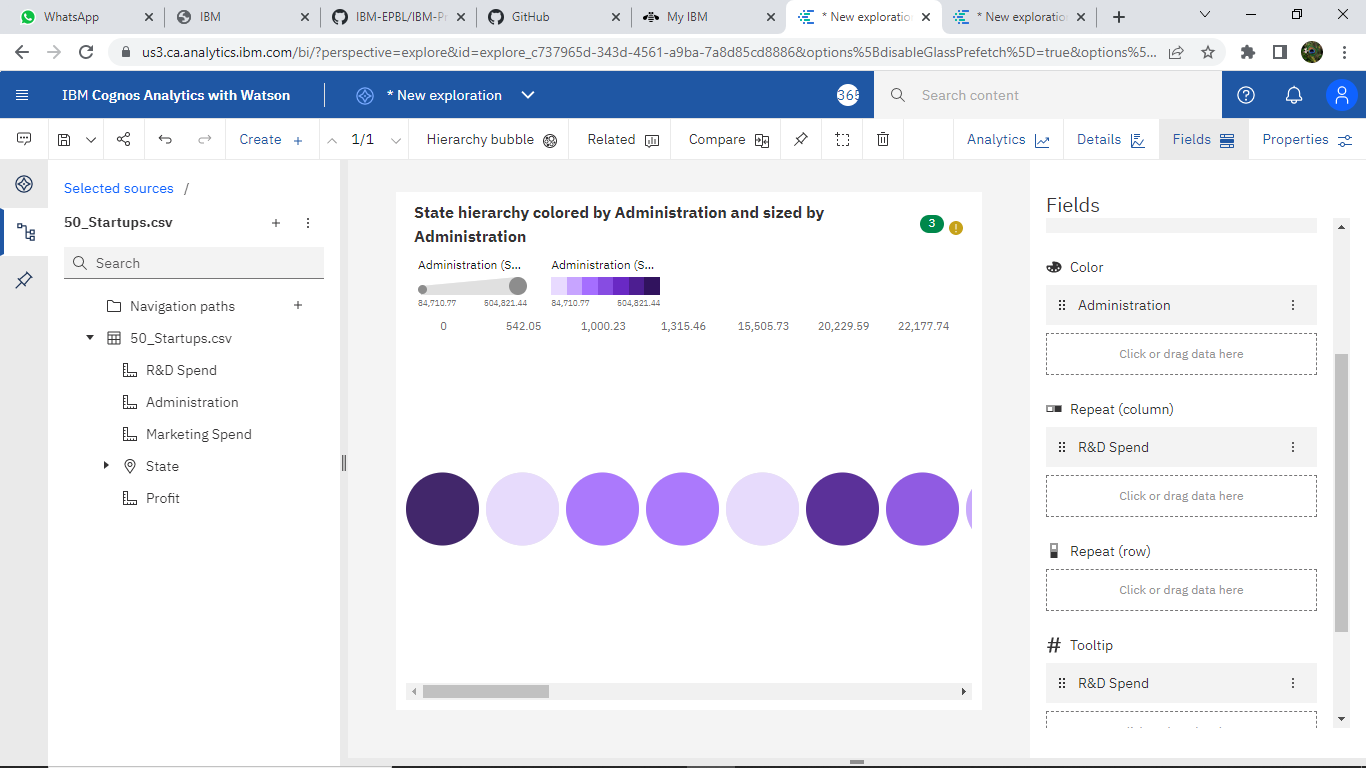 WhatsApp
IBM
IBM-EPBL/IBM-Pr
GitHub
My IBM
* New exploratio
* New exploratio
us3.ca.analytics.ibm.com/bi/?perspective=explore&id=explore_c737965d-343d-4561-a9ba-7a8d85cd8886&options%5BdisableGlassPrefetch%5D=true&options%5...
IBM Cognos Analytics with Watson
* New exploration
365
Search content
Create +
1/1
Hierarchy bubble
Related
Compare
Analytics
Details
Fields
Properties
Selected sources /
50_Startups.csv
Search
Navigation paths
50_Startups.csv
R&D Spend
Administration
Marketing Spend
State
Profit
State hierarchy colored by Administration and sized by
Administration
3
Administration (S...
Administration (S...
84,710.77 504,821.44
84,710.77 504,821.44
0 542.05 1,000.23 1,315.46 15,505.73 20,229.59 22,177.74
Fields
Color
Administration
Click or drag data here
Repeat (column)
R&D Spend
Click or drag data here
Repeat (row)
Click or drag data here
Tooltip
R&D Spend